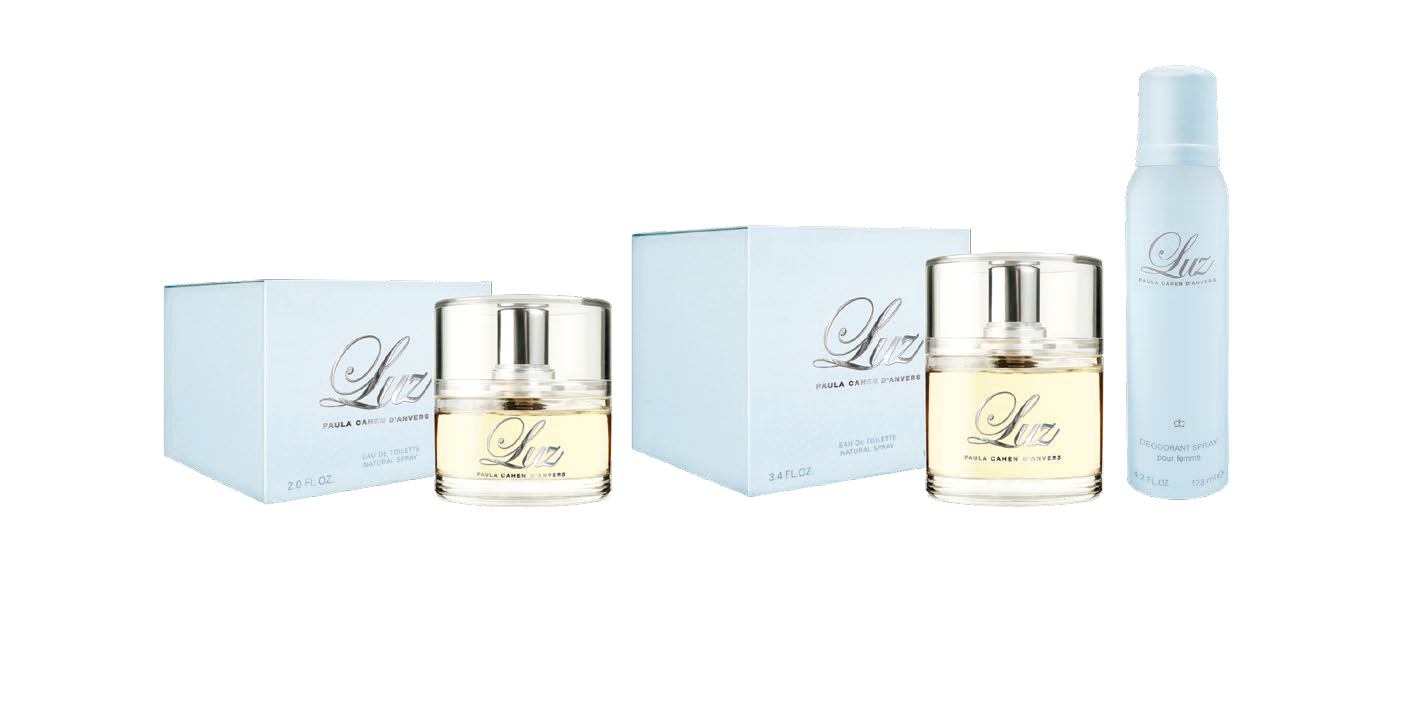 Luz
PAULA CAHEN D'ANVERS
EAU DE TOILETTE
NATURAL SPRAY
2.0 FL. OZ.
Luz
PAULA CAHEN D'ANVERS
Luz
PAULA CAHEN D'ANVERS
EAU DE TOILETTE
NATURAL SPRAY
3.4 FL.OZ.
Luz
PAULA CAHEN D'ANVERS
Luz
PAULA CAHEN D'ANVERS
DEODORANT SPRAY
pour femme
4.2 FL.OZ. 123 ml e